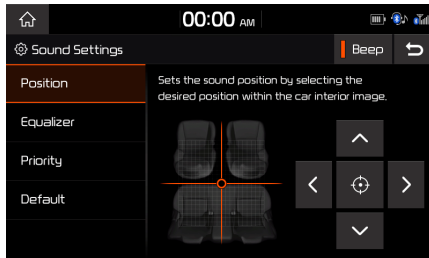 00:00 AM
Sound Settings
Beep
Position
Sets the sound position by selecting the
desired position within the car interior image.
Equalizer
Priority
Default